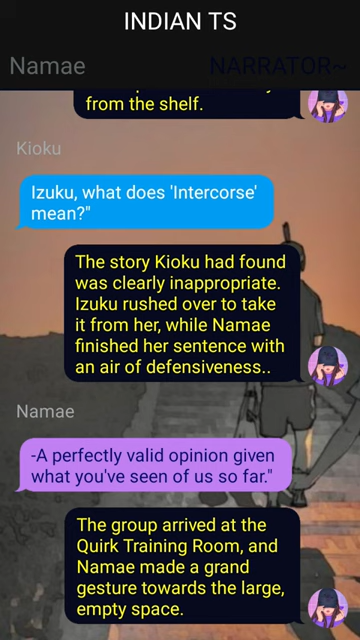 INDIAN TS
Namae
NARRATOR~
from the shelf.
Kioku
Izuku, what does 'Intercorse'
mean?"
The story Kioku had found
was clearly inappropriate.
Izuku rushed over to take
it from her, while Namae
finished her sentence with
an air of defensiveness..
Namae
-A perfectly valid opinion given
what you've seen of us so far."
The group arrived at the
Quirk Training Room, and
Namae made a grand
gesture towards the large,
empty space.